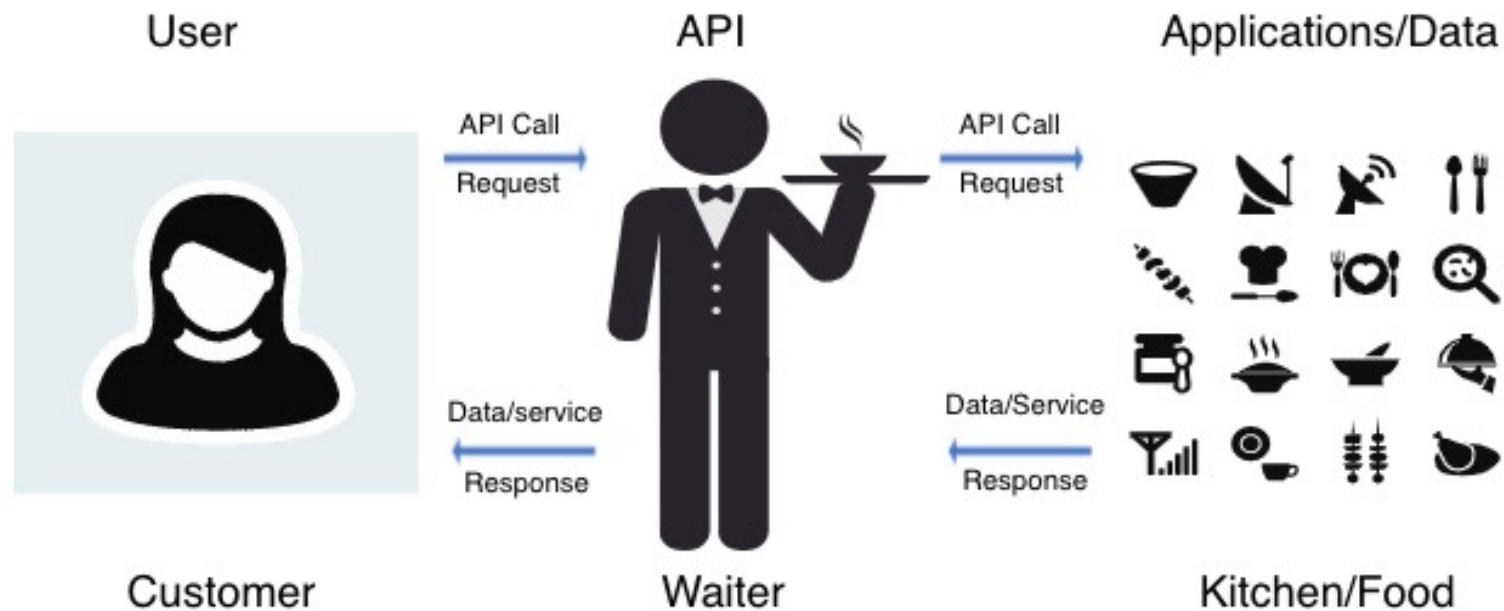 User
API
Applications/Data
API Call
Request
API Call
Request
Data/service
Response
Data/Service
Response
Customer
Waiter
Kitchen/Food